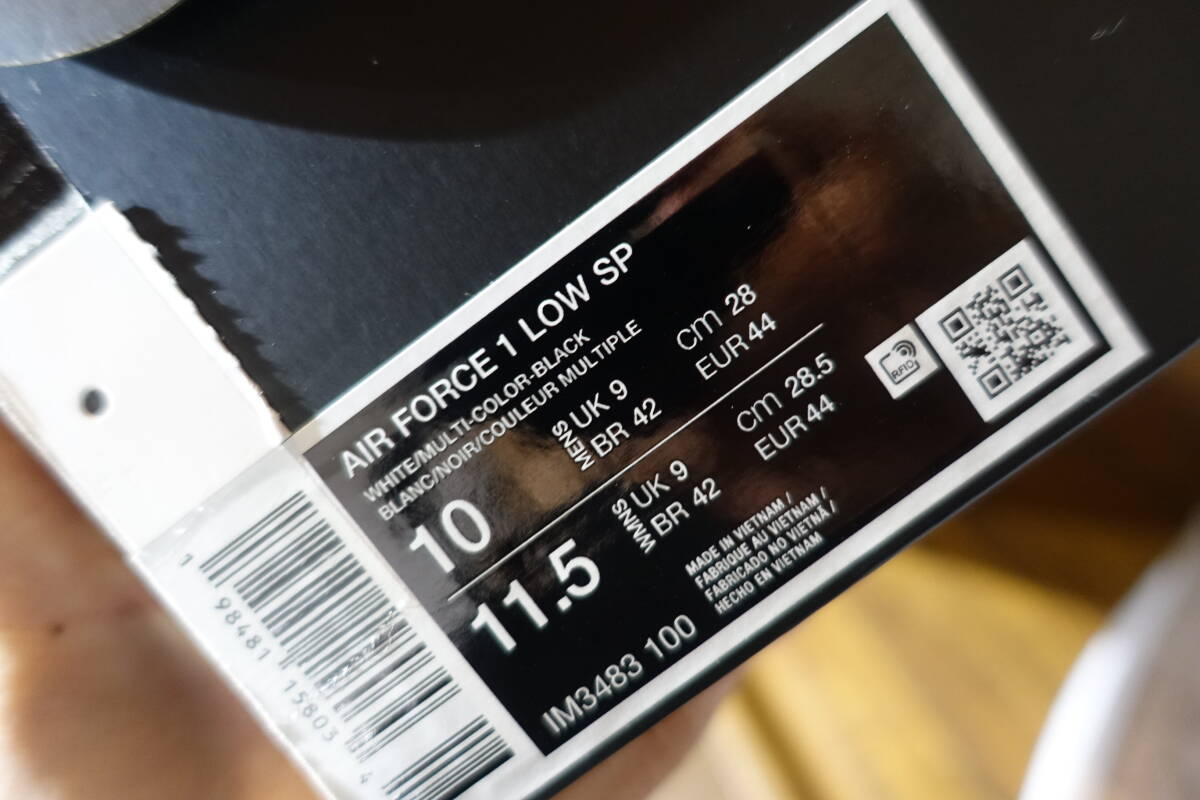 AIR FORCE 1 LOW SP
WHITE/MULTI-COLOR-BLACK
BLANC/NOIR/COULEUR MULTIPLE
10
MENS
UK 9
BR 42
cm 28
EUR 44
11.5
WMNS
UK 9
BR 42
cm 28.5
EUR 44
IM3483 100
MADE IN VIETNAM /
FABRIQUE AU VIETNAM /
FABRICADO NO VIETNÃ /
HECHO EN VIETNAM
RFID
1 98481 15803 4